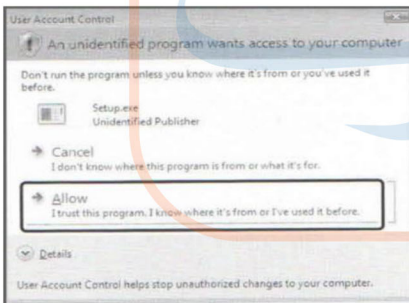 User Account Control
An unidentified program wants access to your computer
Don't run the program unless you know where it's from or you've used it
before.
Setup.exe
Unidentified Publisher
Cancel
I don't know where this program is from or what it's for.
Allow
I trust this program. I know where it's from or I've used it before.
Details
User Account Control helps stop unauthorized changes to your computer.